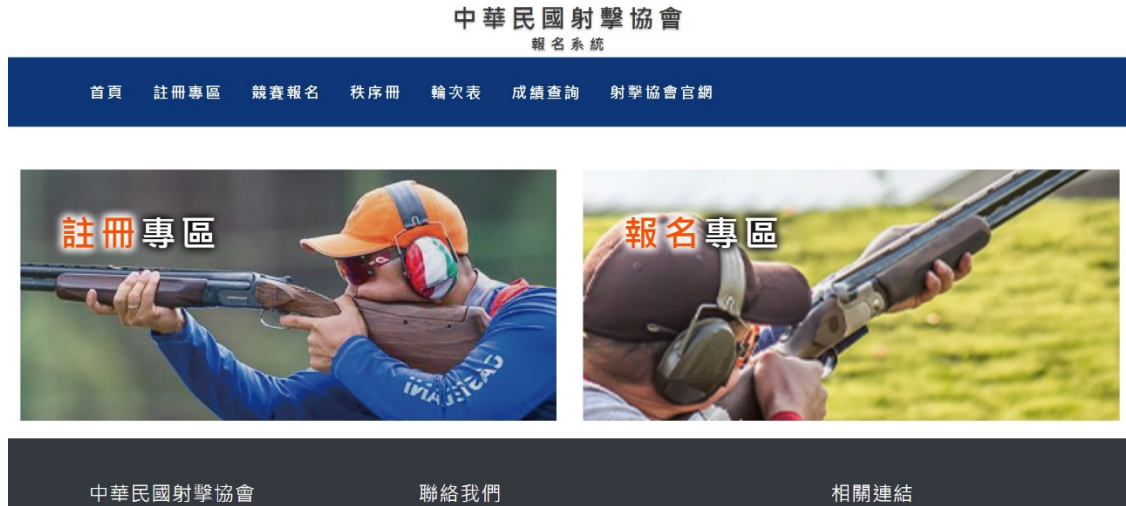 中華民國射擊協會
報名系統
首頁 註冊專區 競賽報名 秩序冊 輪次表 成績查詢 射擊協會官網
註冊專區
報名專區
中華民國射擊協會
聯絡我們
相關連結